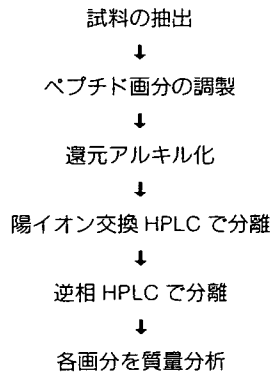 試料の抽出
↓
ペプチド画分の調製
↓
還元アルキル化
↓
陽イオン交換 HPLC で分離
↓
逆相 HPLC で分離
↓
各画分を質量分析